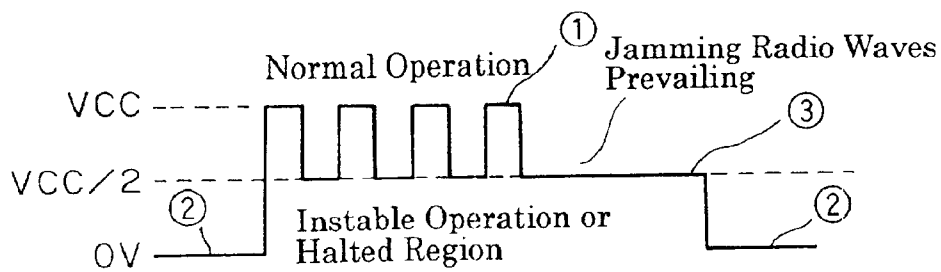 ①
Jamming Radio Waves
Prevailing
Normal Operation
VCC
③
VCC/2
②
Instable Operation or
Halted Region
②
0V